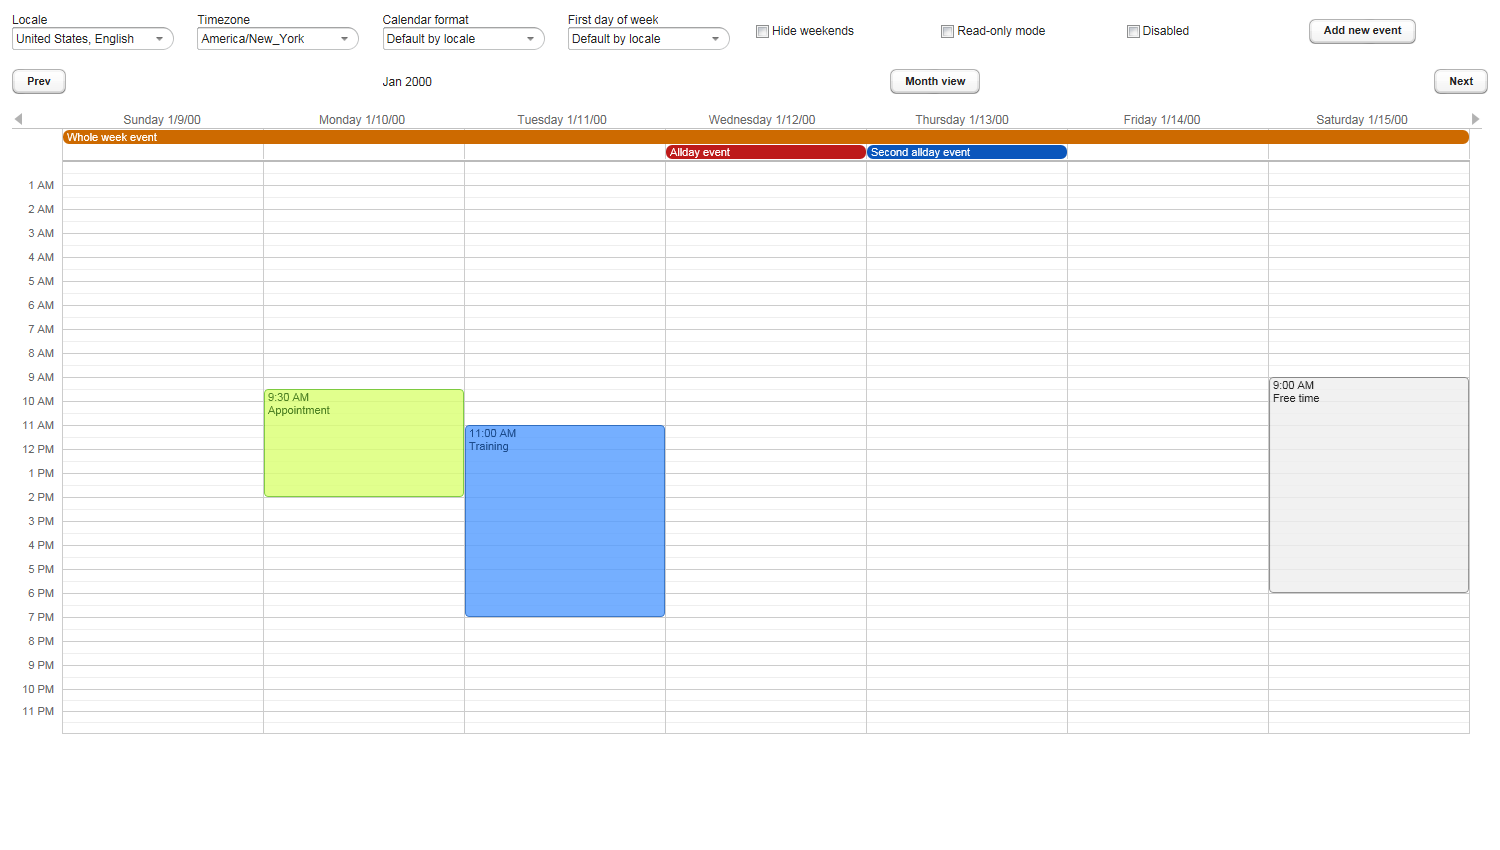 Locale
Timezone
Calendar format
First day of week
United States, English
America/New_York
Default by locale
Default by locale
Hide weekends
Read-only mode
Disabled
Add new event
Prev
Jan 2000
Month view
Next
Sunday 1/9/00
Monday 1/10/00
Tuesday 1/11/00
Wednesday 1/12/00
Thursday 1/13/00
Friday 1/14/00
Saturday 1/15/00
Whole week event
Allday event
Second allday event
1 AM
2 AM
3 AM
4 AM
5 AM
6 AM
7 AM
8 AM
9 AM
10 AM
11 AM
12 PM
1 PM
2 PM
3 PM
4 PM
5 PM
6 PM
7 PM
8 PM
9 PM
10 PM
11 PM
9:30 AM
Appointment
11:00 AM
Training
9:00 AM
Free time